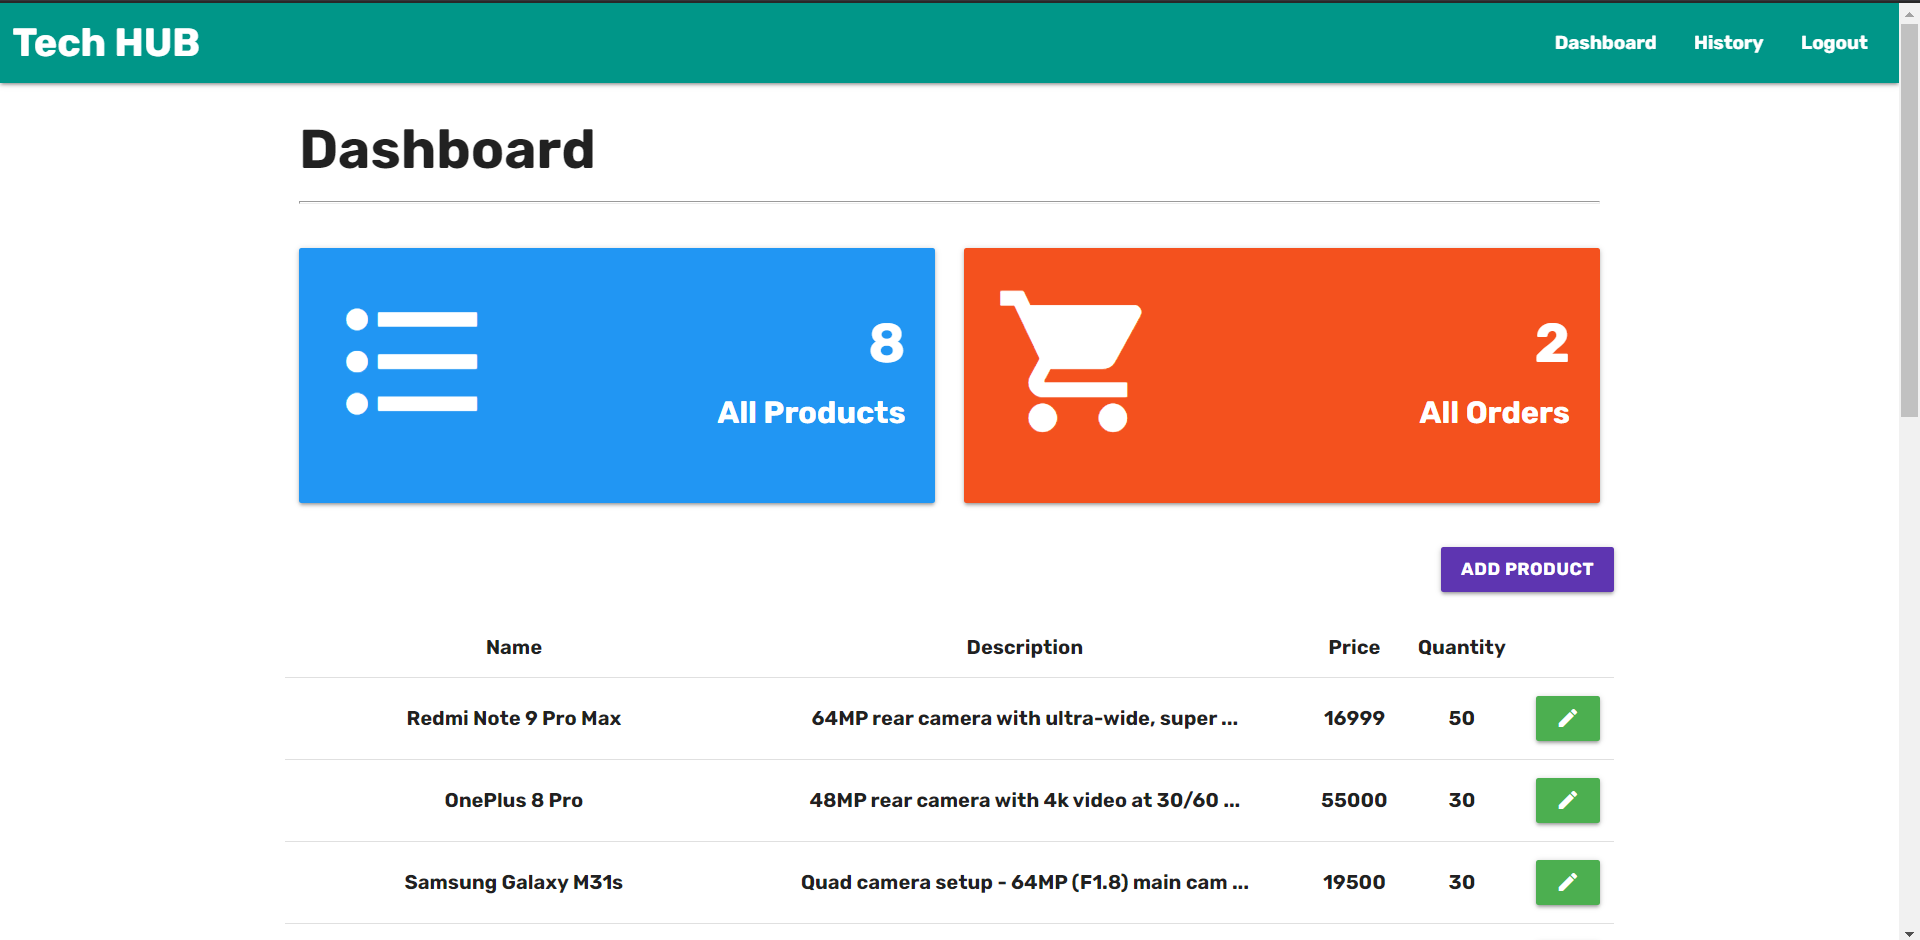 Tech HUB Dashboard History Logout
Dashboard
8
All Products
2
All Orders
ADD PRODUCT
Name Description Price Quantity
Redmi Note 9 Pro Max 64MP rear camera with ultra-wide, super ... 16999 50
OnePlus 8 Pro 48MP rear camera with 4k video at 30/60 ... 55000 30
Samsung Galaxy M31s Quad camera setup - 64MP (F1.8) main cam ... 19500 30